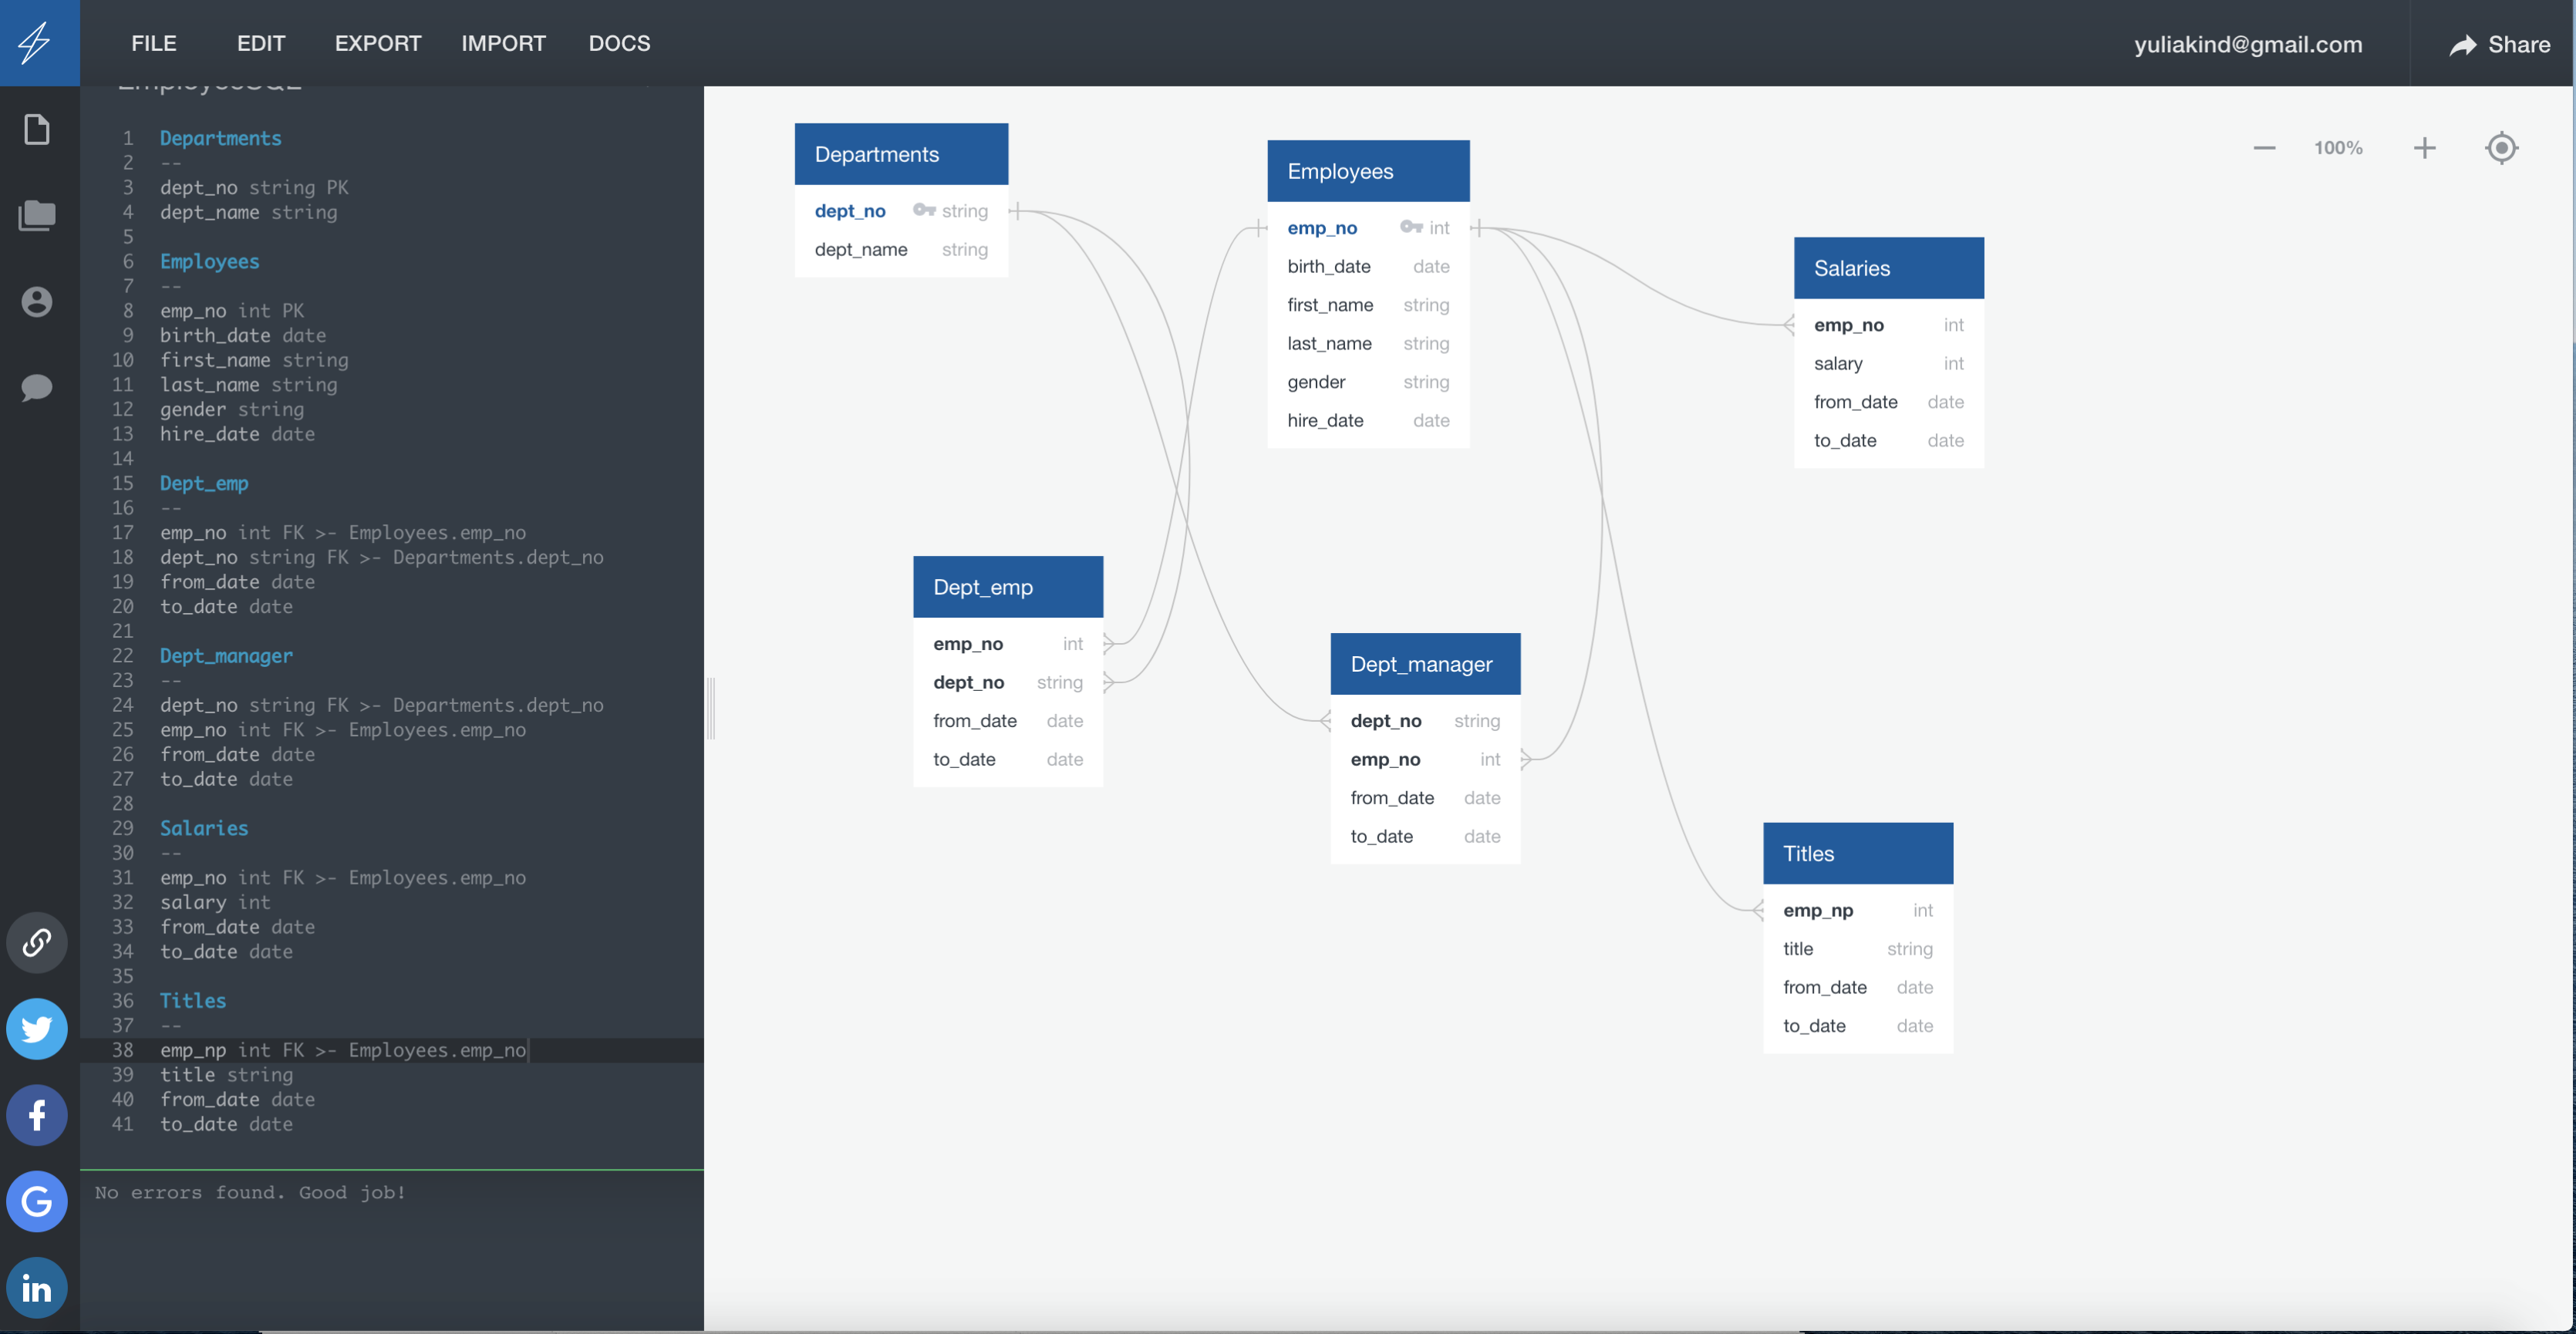 FILE EDIT EXPORT IMPORT DOCS yuliakind@gmail.com Share
1 Departments
2 --
3 dept_no string PK
4 dept_name string
5
6 Employees
7 --
8 emp_no int PK
9 birth_date date
10 first_name string
11 last_name string
12 gender string
13 hire_date date
14
15 Dept_emp
16 --
17 emp_no int FK >- Employees.emp_no
18 dept_no string FK >- Departments.dept_no
19 from_date date
20 to_date date
21
22 Dept_manager
23 --
24 dept_no string FK >- Departments.dept_no
25 emp_no int FK >- Employees.emp_no
26 from_date date
27 to_date date
28
29 Salaries
30 --
31 emp_no int FK >- Employees.emp_no
32 salary int
33 from_date date
34 to_date date
35
36 Titles
37 --
38 emp_np int FK >- Employees.emp_no
39 title string
40 from_date date
41 to_date date
No errors found. Good job!
100%
Departments
dept_no string
dept_name string
Employees
emp_no int
birth_date date
first_name string
last_name string
gender string
hire_date date
Salaries
emp_no int
salary int
from_date date
to_date date
Dept_emp
emp_no int
dept_no string
from_date date
to_date date
Dept_manager
dept_no string
emp_no int
from_date date
to_date date
Titles
emp_np int
title string
from_date date
to_date date